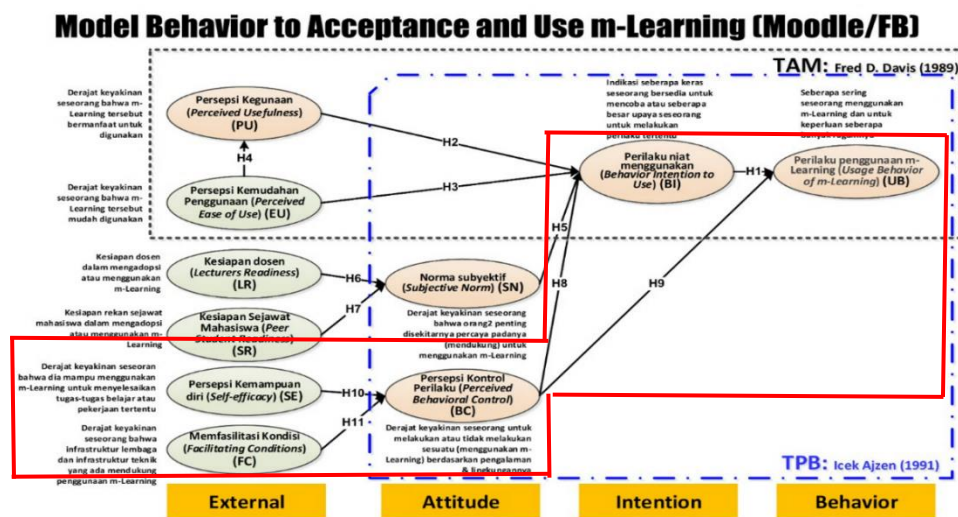 Model Behavior to Acceptance and Use m-Learning (Moodle/FB)
TAM: Fred D. Davis (1989)
Derajat keyakinan
seseorang bahwa m-
Learning tersebut
bermanfaat untuk
digunakan
Persepsi Kegunaan
(Perceived Usefulness)
(PU)
Indikasi seberapa keras
seseorang bersedia untuk
mencoba atau seberapa
besar upaya seseorang
untuk melakukan
perilaku tertentu
Seberapa sering
seseorang menggunakan
m-Learning dan untuk
keperluan seberapa
H2
H4
Derajat keyakinan
seseorang bahwa m-
Learning tersebut
mudah digunakan
Persepsi Kemudahan
Penggunaan (Perceived
Ease of Use) (EU)
H3
Perilaku niat
menggunakan
(Behavior Intention to
Use) (BI)
H1
Perilaku penggunaan m-
Learning (Usage Behavior
of m-Learning) (UB)
Kesiapan dosen
dalam mengadopsi
atau menggunakan
m-Learning
Kesiapan dosen
(Lecturers Readiness)
(LR)
H6
H5
Norma subyektif
(Subjective Norm) (SN)
H8
H9
H7
Kesiapan rekan sejawat
mahasiswa dalam mengadopsi
atau menggunakan m-
Learning
Kesiapan Sejawat
Mahasiswa (Peer
Student Readiness)
(SR)
Derajat keyakinan seseorang
bahwa orang2 penting
disekitarnya percaya padanya
(mendukung) untuk
menggunakan m-Learning
Derajat keyakinan seseoran
bahwa dia mampu menggunakan
m-Learning untuk menyelesaikan
tugas-tugas belajar atau
pekerjaan tertentu
Persepsi Kemampuan
diri (Self-efficacy) (SE)
H10
Persepsi Kontrol
Perilaku (Perceived
Behavioral Control)
(BC)
H11
Derajat keyakinan
seseorang bahwa
infrastruktur lembaga
dan infrastruktur teknik
yang ada mendukung
penggunaan m-Learning
Memfasilitasi Kondisi
(Facilitating Conditions)
(FC)
Derajat keyakinan seseorang untuk
melakukan atau tidak melakukan
sesuatu (menggunakan m-
Learning) berdasarkan pengalaman
& lingkungannya
TPB: Icek Ajzen (1991)
External
Attitude
Intention
Behavior